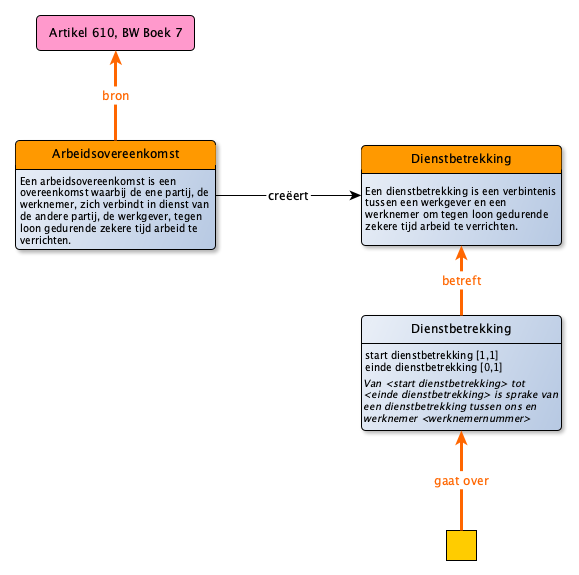 Artikel 610, BW Boek 7
bron
Arbeidsovereenkomst
Een arbeidsovereenkomst is een
overeenkomst waarbij de ene partij, de
werknemer, zich verbindt in dienst van
de andere partij, de werkgever, tegen
loon gedurende zekere tijd arbeid te
verrichten.
creëert
Dienstbetrekking
Een dienstbetrekking is een verbintenis
tussen een werkgever en een
werknemer om tegen loon gedurende
zekere tijd arbeid te verrichten.
betreft
Dienstbetrekking
start dienstbetrekking [1,1]
einde dienstbetrekking [0,1]
Van <start dienstbetrekking> tot
<einde dienstbetrekking> is sprake van
een dienstbetrekking tussen ons en
werknemer <werknemernummer>
gaat over